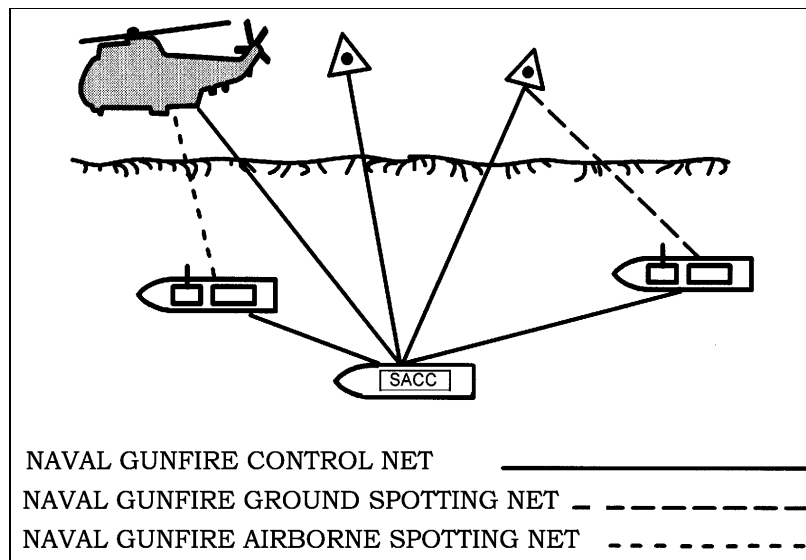 SACC
NAVAL GUNFIRE CONTROL NET
NAVAL GUNFIRE GROUND SPOTTING NET
NAVAL GUNFIRE AIRBORNE SPOTTING NET